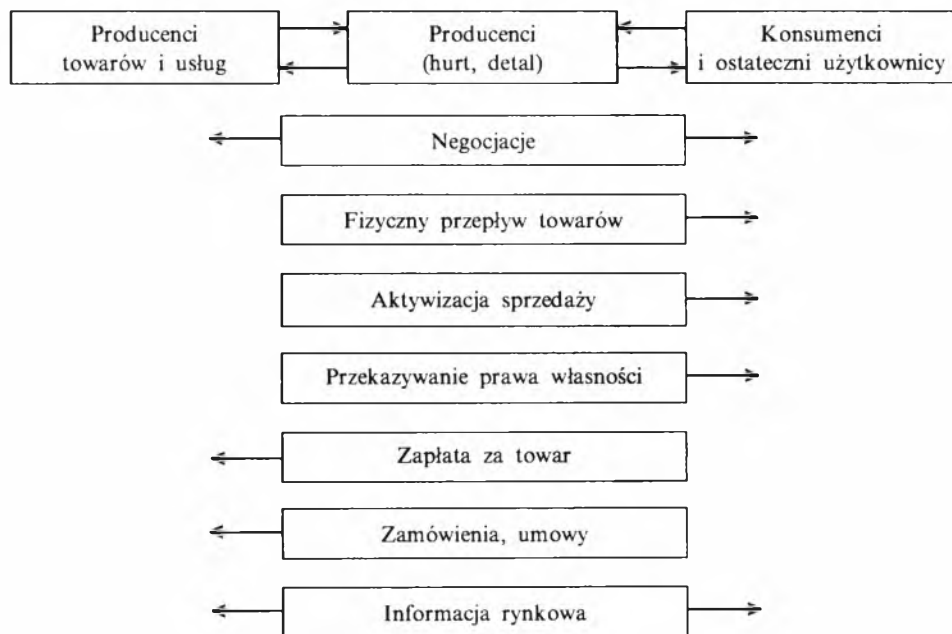 Producenci
towarów i usług
Producenci
(hurt, detal)
Konsumenci
i ostateczni użytkownicy
Negocjacje
Fizyczny przepływ towarów
Aktywizacja sprzedaży
Przekazywanie prawa własności
Zapłata za towar
Zamówienia, umowy
Informacja rynkowa